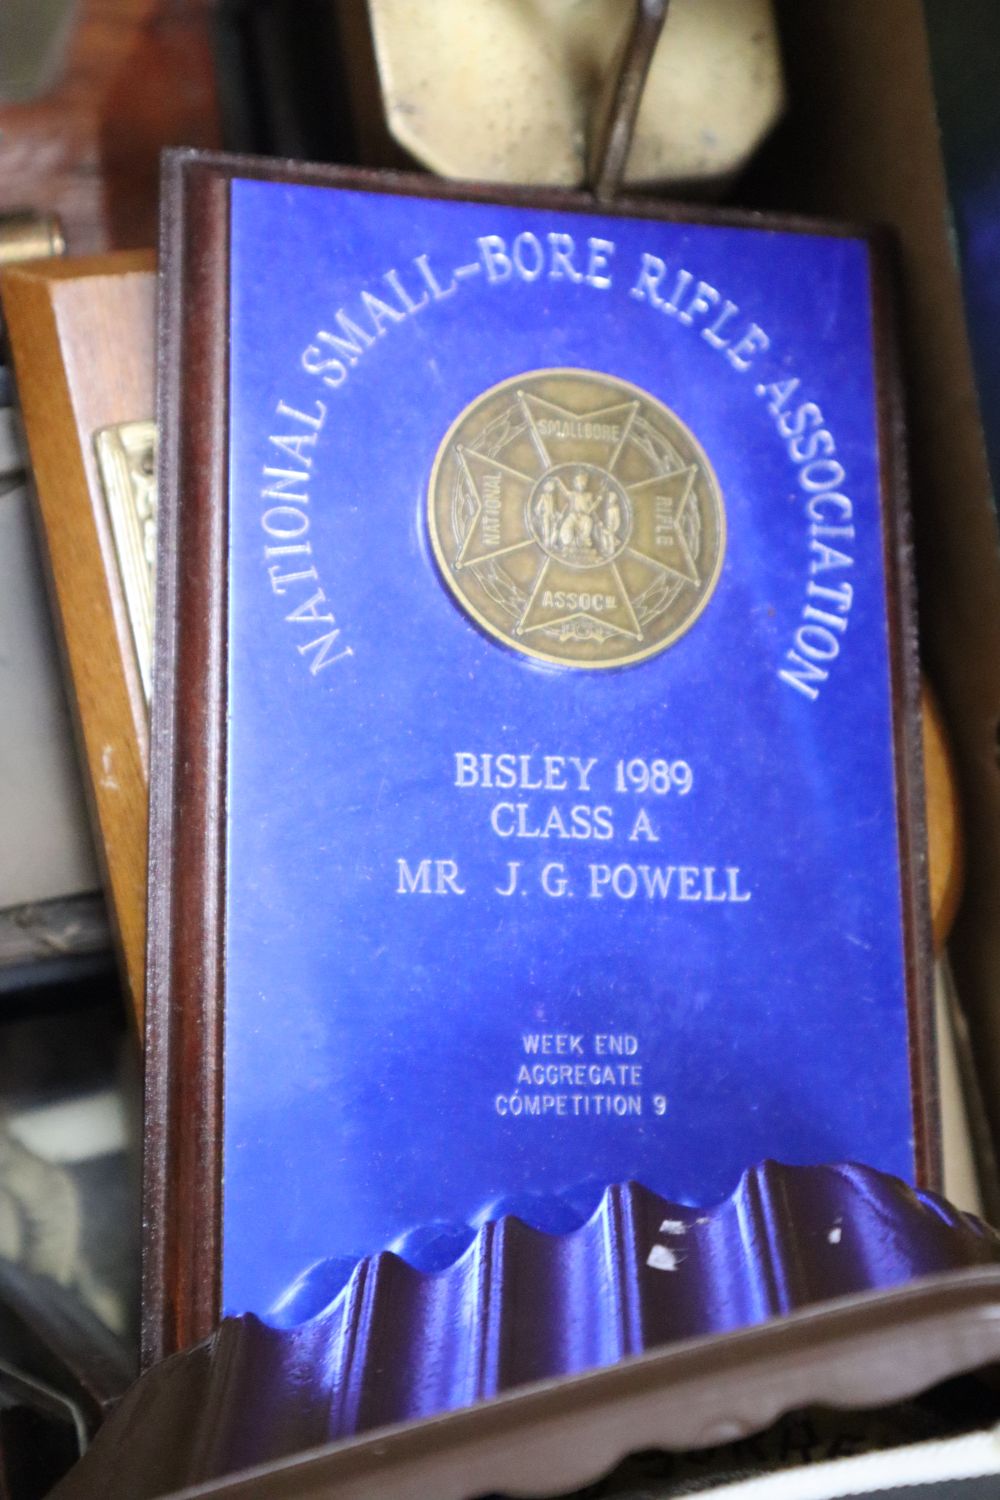 NATIONAL SMALL-BORE RIFLE ASSOCIATION
SMALLBORE
NATIONAL
RIFLE
ASSOCN.
BISLEY 1989
CLASS A
MR J. G. POWELL
WEEK END
AGGREGATE
COMPETITION 9